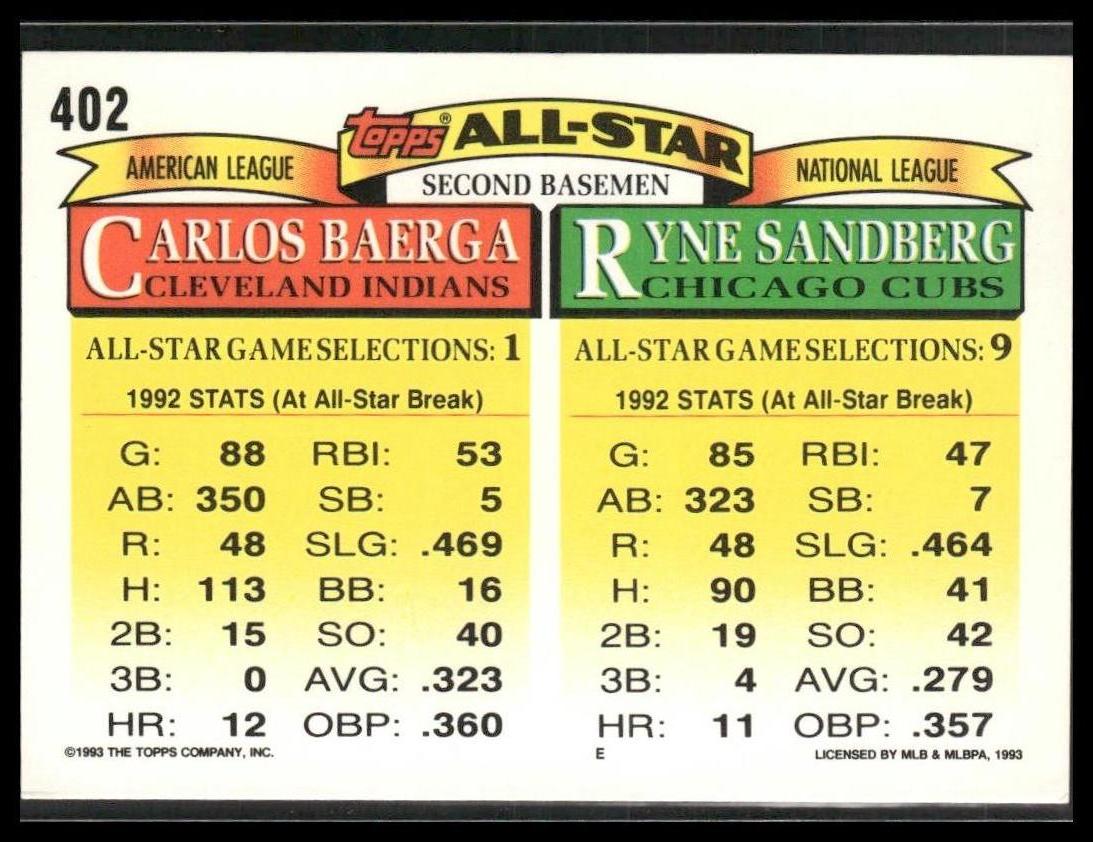 402
topps® ALL-STAR
AMERICAN LEAGUE
NATIONAL LEAGUE
SECOND BASEMEN
CARLOS BAERGA
CLEVELAND INDIANS
ALL-STAR GAME SELECTIONS: 1
1992 STATS (At All-Star Break)
G: 88 RBI: 53
AB: 350 SB: 5
R: 48 SLG: .469
H: 113 BB: 16
2B: 15 SO: 40
3B: 0 AVG: .323
HR: 12 OBP: .360
RYNE SANDBERG
CHICAGO CUBS
ALL-STAR GAME SELECTIONS: 9
1992 STATS (At All-Star Break)
G: 85 RBI: 47
AB: 323 SB: 7
R: 48 SLG: .464
H: 90 BB: 41
2B: 19 SO: 42
3B: 4 AVG: .279
HR: 11 OBP: .357
©1993 THE TOPPS COMPANY, INC.
E
LICENSED BY MLB & MLBPA, 1993